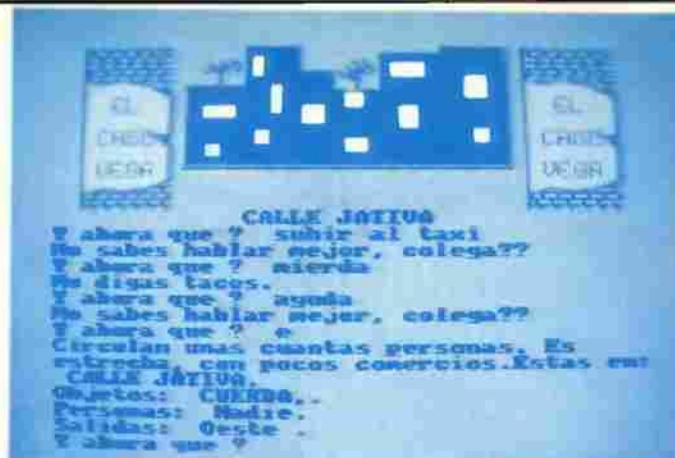 EL
CASO
VEGA
EL
CASO
VEGA
CALLE JATIVA
Y ahora que ? subir al taxi
No sabes hablar mejor, colega??
Y ahora que ? mierda
No digas tacos.
Y ahora que ? ayuda
No sabes hablar mejor, colega??
Y ahora que ? e
Circulan unas cuantas personas. Es
estrecha, con pocos comercios.Estas en:
CALLE JATIVA.
Objetos: CUERDA,.
Personas: Nadie.
Salidas: Oeste .
Y ahora que ?